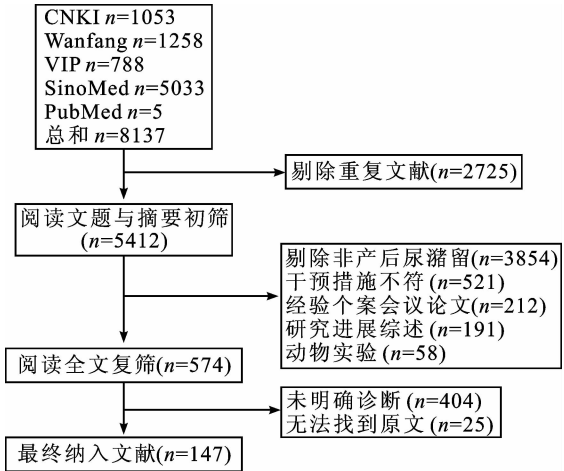 CNKI n=1053
Wanfang n=1258
VIP n=788
SinoMed n=5033
PubMed n=5
总和 n=8137
剔除重复文献(n=2725)
阅读文题与摘要初筛
(n=5412)
剔除非产后尿潴留(n=3854)
干预措施不符(n=521)
经验个案会议论文(n=212)
研究进展综述(n=191)
动物实验(n=58)
阅读全文复筛(n=574)
未明确诊断(n=404)
无法找到原文(n=25)
最终纳入文献(n=147)